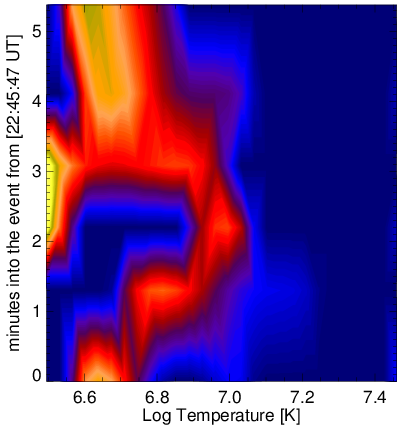 5
4
3
2
1
0
minutes into the event from [22:45:47 UT]
6.6 6.8 7.0 7.2 7.4
Log Temperature [K]